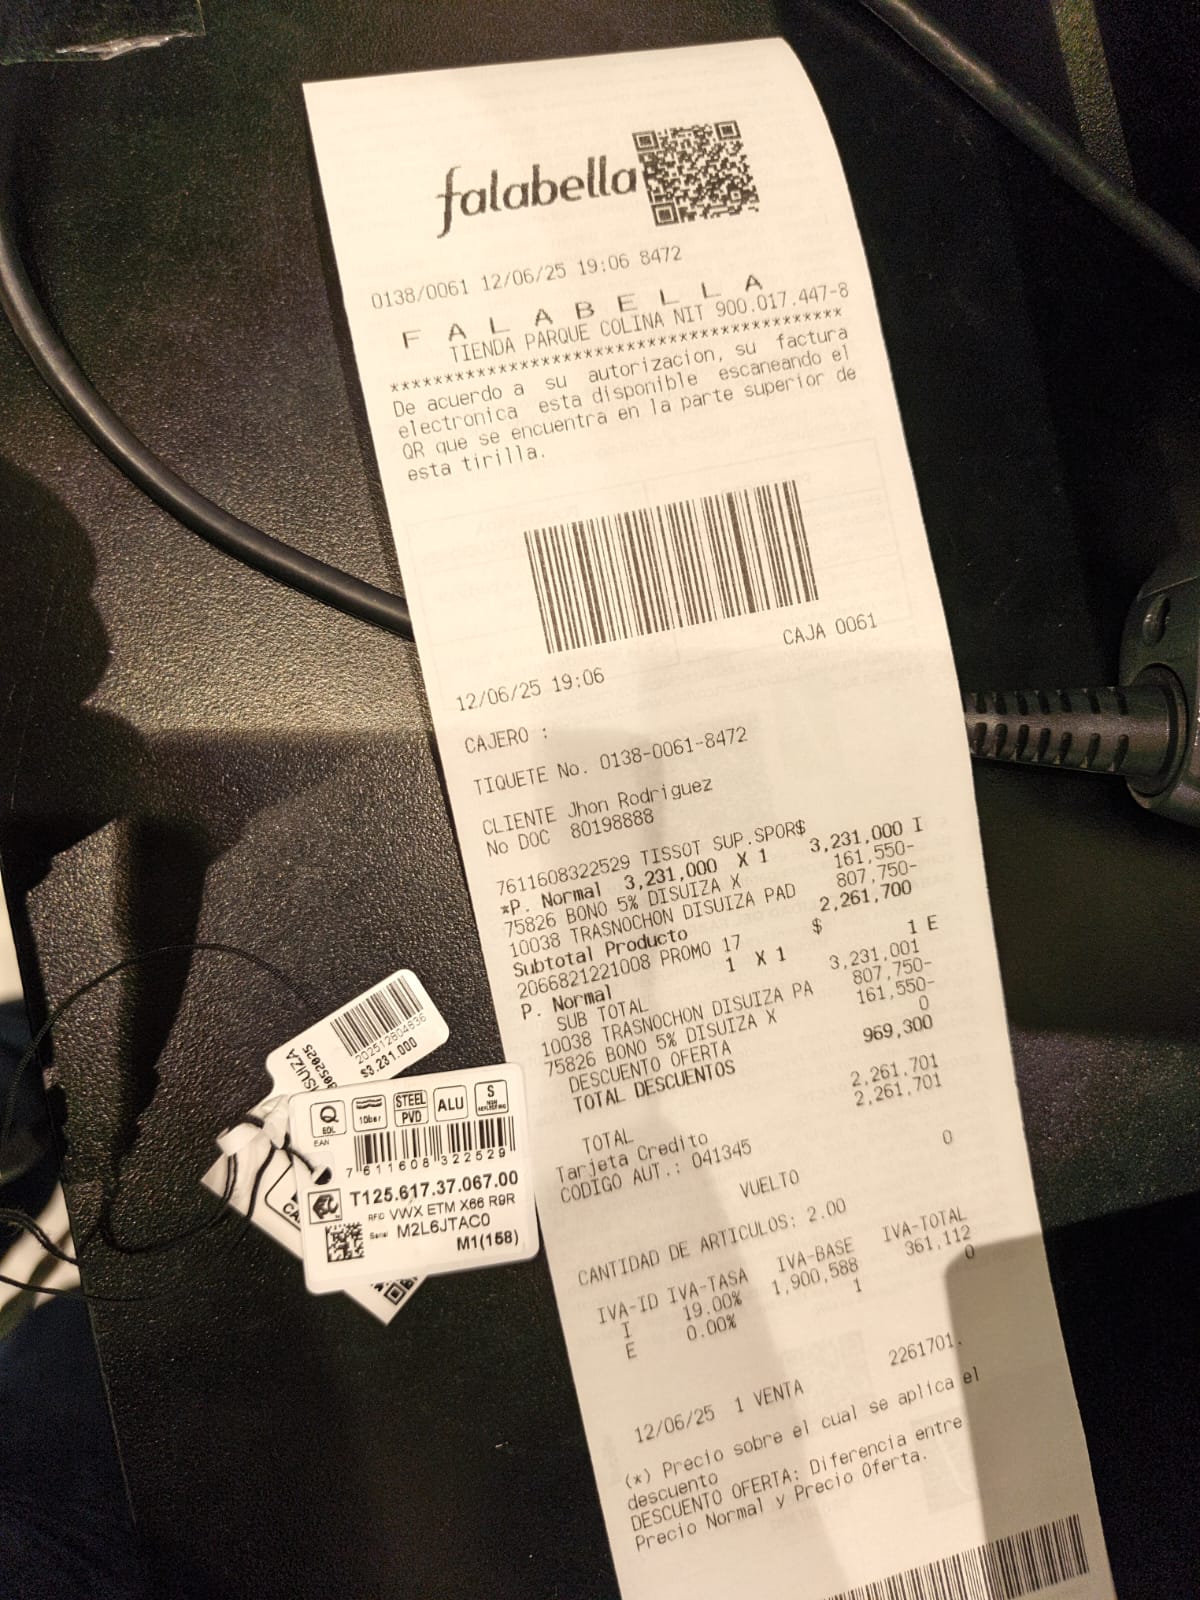 falabella
0138/0061 12/06/25 19:06 8472
F A L A B E L L A
TIENDA PARQUE COLINA NIT 900.017.447-8
******************************************
De acuerdo a su autorizacion, su factura
electronica esta disponible escaneando el
QR que se encuentra en la parte superior de
esta tirilla.
CAJA 0061
12/06/25 19:06
CAJERO :
TIQUETE No. 0138-0061-8472
CLIENTE Jhon Rodriguez
No DOC 80198888
7611608322529 TISSOT SUP.SPOR$ 3,231,000 I
*P. Normal 3,231,000 X 1
75826 BONO 5% DISUIZA X 161,550-
10038 TRASNOCHON DISUIZA PAD 807,750-
Subtotal Producto 2,261,700
2066821221008 PROMO 17 $ 1 E
P. Normal 1 X 1
SUB TOTAL 3,231,001
10038 TRASNOCHON DISUIZA PA 807,750-
75826 BONO 5% DISUIZA X 161,550-
DESCUENTO OFERTA 0
TOTAL DESCUENTOS 969,300
TOTAL 2,261,701
Tarjeta Credito 2,261,701
CODIGO AUT.: 041345
VUELTO 0
CANTIDAD DE ARTICULOS: 2.00
IVA-ID IVA-TASA IVA-BASE IVA-TOTAL
I 19.00% 1,900,588 361,112
E 0.00% 1 0
12/06/25 1 VENTA 2261701.
(*) Precio sobre el cual se aplica el
descuento
DESCUENTO OFERTA: Diferencia entre
Precio Normal y Precio Oferta.
202512804836
$3.231.000
Q EOL
10bar
STEEL PVD
ALU
S
EAN
7 611608 322529
T125.617.37.067.00
RFID VWX ETM X66 R9R
Serial M2L6JTAC0
M1(158)